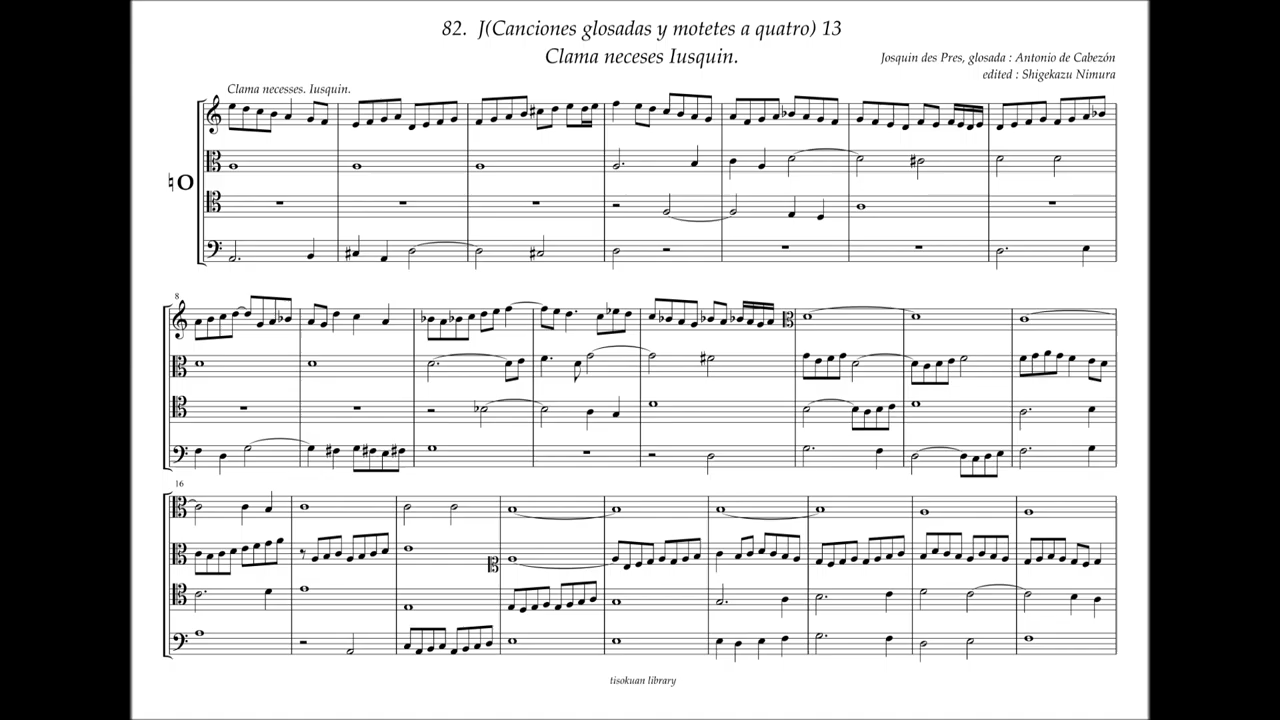 82. J(Canciones glosadas y motetes a quatro) 13
Clama neceses Iusquin.
Josquin des Pres, glosada : Antonio de Cabezón
edited : Shigekazu Nimura
Clama necesses. Iusquin.
♮O
8
16
tisokuan library